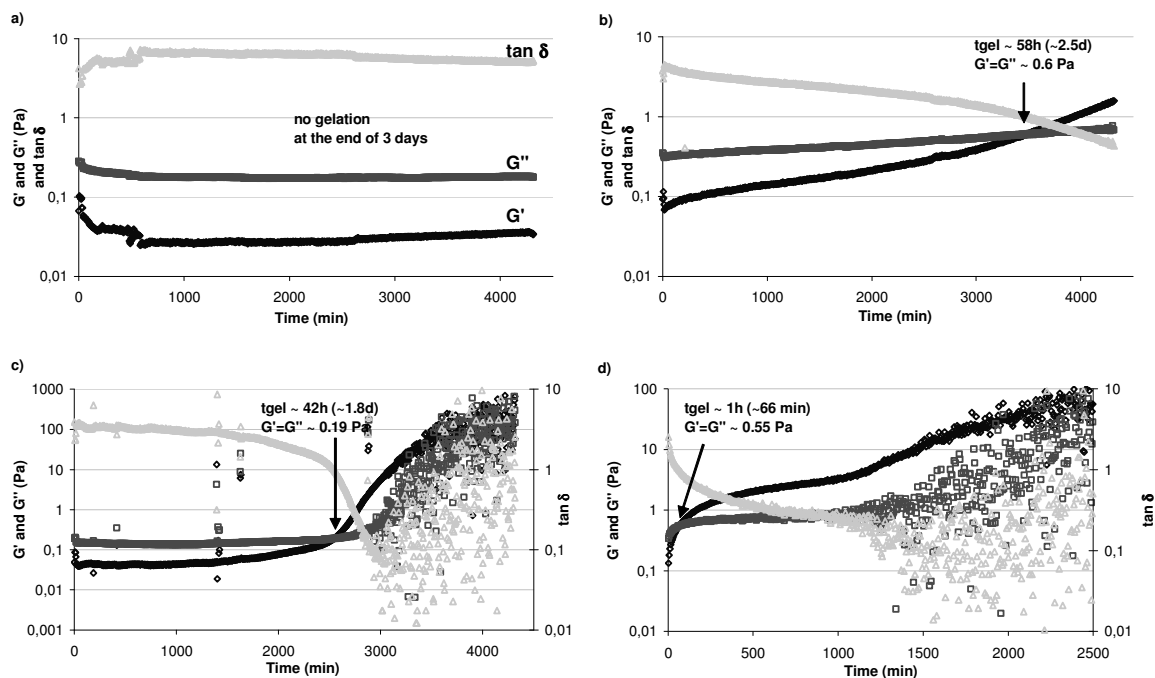 a)
10
1
0,1
0,01
G' and G'' (Pa)
and tan δ
tan δ
no gelation
at the end of 3 days
G''
G'
0 1000 2000 3000 4000
Time (min)
b)
10
1
0,1
0,01
G' and G'' (Pa)
and tan δ
tgel ~ 58h (~2.5d)
G'=G'' ~ 0.6 Pa
0 1000 2000 3000 4000
Time (min)
c)
1000
100
10
1
0,1
0,01
0,001
G' and G'' (Pa)
tgel ~ 42h (~1.8d)
G'=G'' ~ 0.19 Pa
10
1
0,1
0,01
tan δ
0 1000 2000 3000 4000
Time (min)
d)
100
10
1
0,1
0,01
G' and G'' (Pa)
tgel ~ 1h (~66 min)
G'=G'' ~ 0.55 Pa
10
1
0,1
0,01
tan δ
0 500 1000 1500 2000 2500
Time (min)